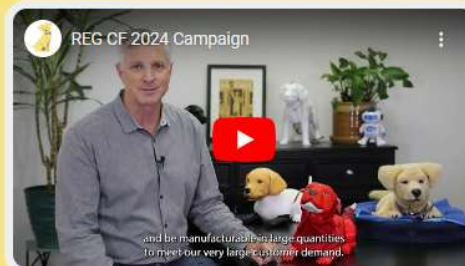 REG CF 2024 Campaign
and be manufacturable in large quantities
to meet our very large customer demand.